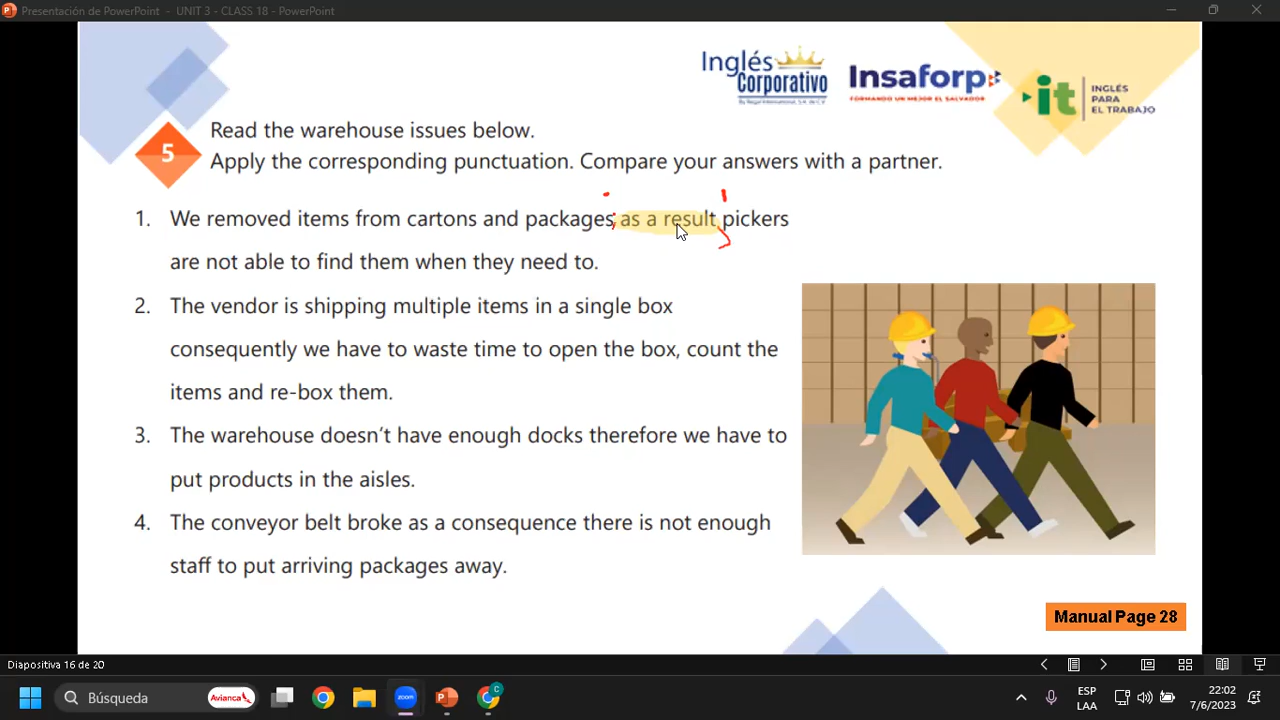 Presentación de PowerPoint - UNIT 3 - CLASS 18 - PowerPoint
Inglés Corporativo
By Regal International, S.A. de C.V.
Insaforp
FORMANDO UN MEJOR EL SALVADOR
it INGLÉS PARA EL TRABAJO
5
Read the warehouse issues below.
Apply the corresponding punctuation. Compare your answers with a partner.
1. We removed items from cartons and packages; as a result, pickers
are not able to find them when they need to.
2. The vendor is shipping multiple items in a single box
consequently we have to waste time to open the box, count the
items and re-box them.
3. The warehouse doesn't have enough docks therefore we have to
put products in the aisles.
4. The conveyor belt broke as a consequence there is not enough
staff to put arriving packages away.
Manual Page 28
Diapositiva 16 de 20
Búsqueda
Avianca
zoom
C
ESP
LAA
22:02
7/6/2023